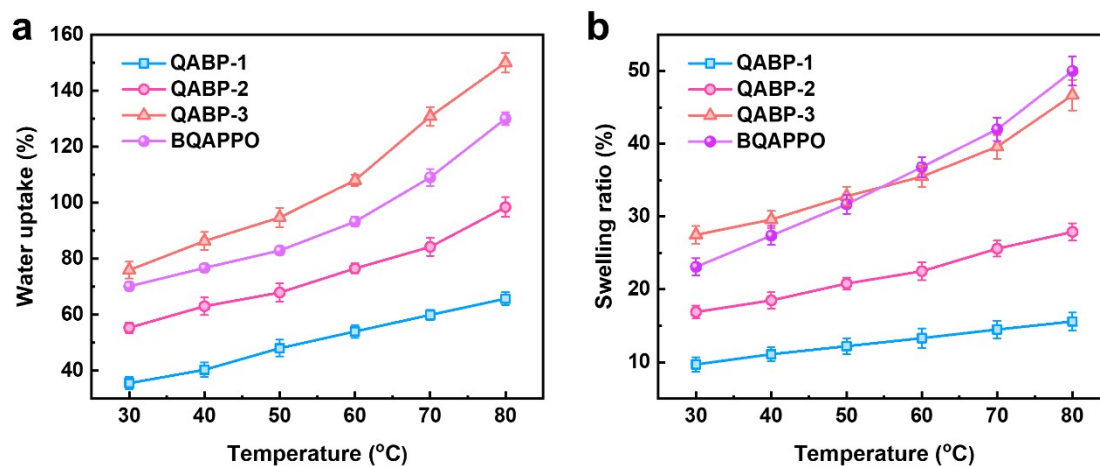 a
160
140
120
100
80
60
40
Water uptake (%)
QABP-1
QABP-2
QABP-3
BQAPPO
30 40 50 60 70 80
Temperature (°C)
b
50
40
30
20
10
Swelling ratio (%)
QABP-1
QABP-2
QABP-3
BQAPPO
30 40 50 60 70 80
Temperature (°C)